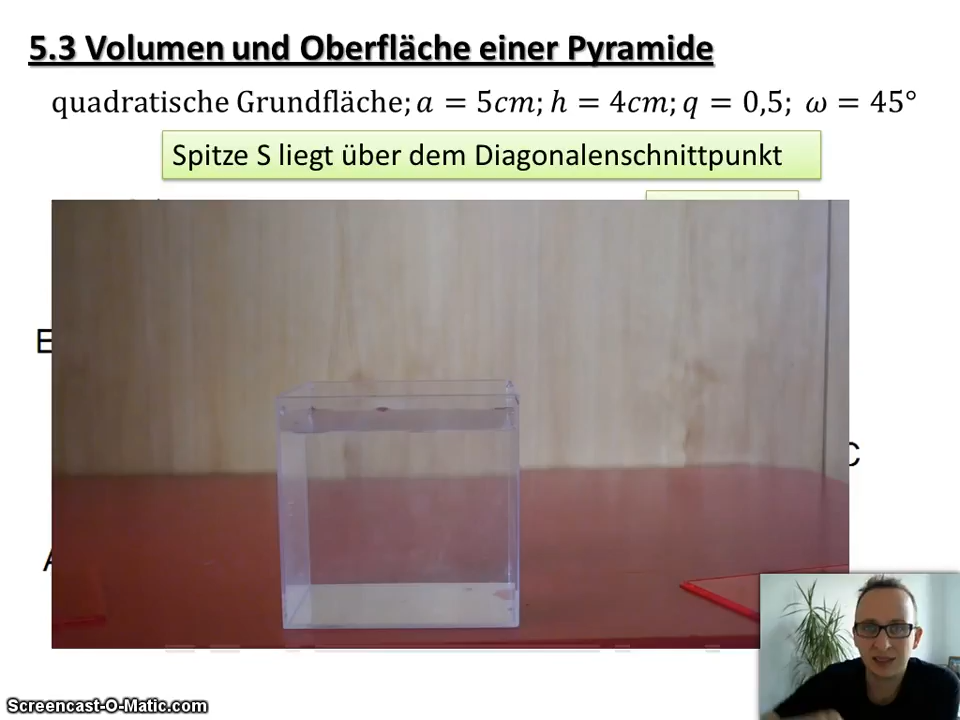 5.3 Volumen und Oberfläche einer Pyramide
quadratische Grundfläche; a = 5cm; h = 4cm; q = 0,5; ω = 45°
Spitze S liegt über dem Diagonalenschnittpunkt
E
C
A
Screencast-O-Matic.com